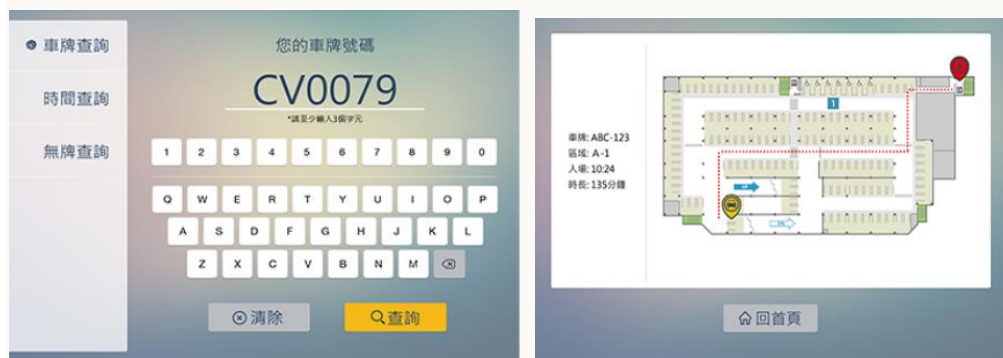 車牌查詢
時間查詢
無牌查詢
您的車牌號碼
CV0079
*請至少輸入3個字元
1 2 3 4 5 6 7 8 9 0
Q W E R T Y U I O P
A S D F G H J K L
Z X C V B N M
清除
查詢
車牌: ABC-123
區域: A-1
入場: 10:24
時長: 135分鐘
1
UP
回首頁